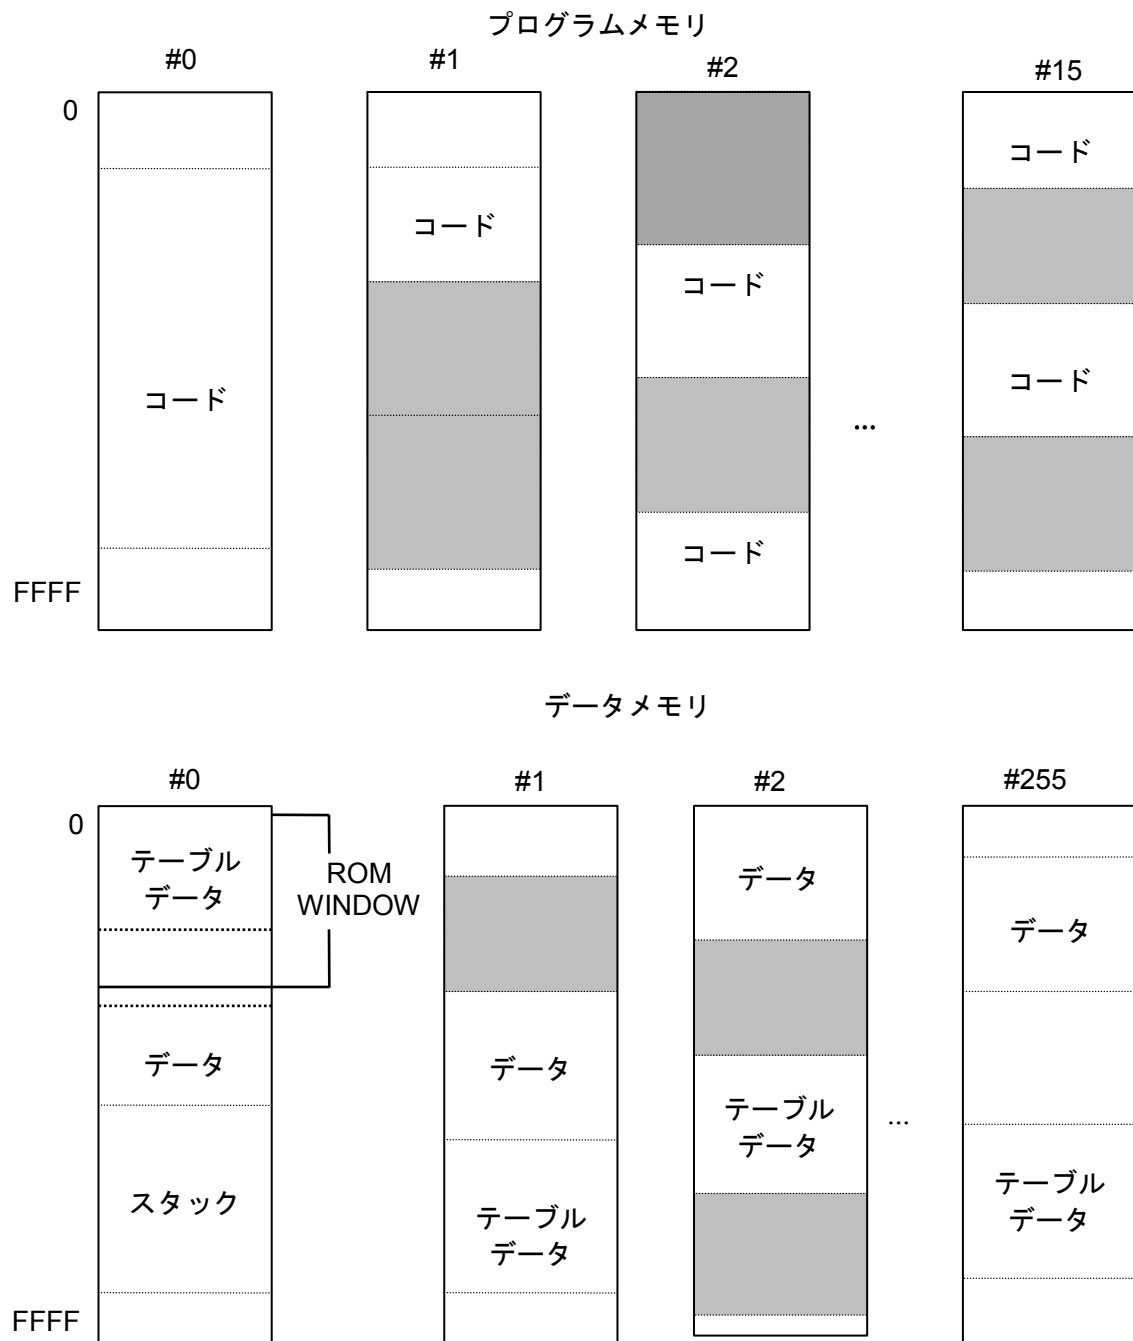 プログラムメモリ
#0
#1
#2
#15
0
コード
コード
コード
コード
コード
コード
...
FFFF
データメモリ
#0
#1
#2
#255
0
テーブル
データ
ROM
WINDOW
データ
データ
データ
データ
テーブル
データ
...
スタック
テーブル
データ
テーブル
データ
FFFF